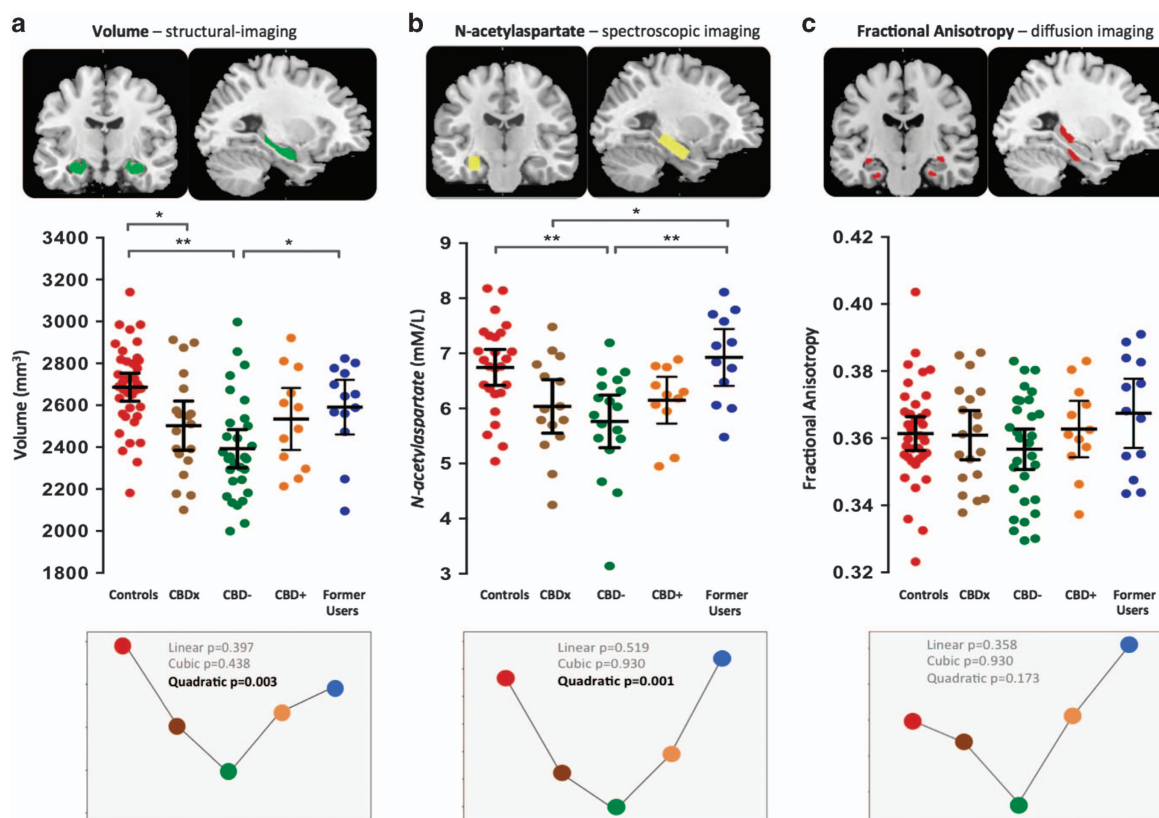 a
Volume – structural-imaging
*
**
*
3400
3200
3000
2800
2600
2400
2200
2000
1800
Volume (mm³)
Controls CBDx CBD- CBD+ Former
Users
Linear p=0.397
Cubic p=0.438
Quadratic p=0.003
b
N-acetylaspartate – spectroscopic imaging
*
**
**
9
8
7
6
5
4
3
N-acetylaspartate (mM/L)
Controls CBDx CBD- CBD+ Former
Users
Linear p=0.519
Cubic p=0.930
Quadratic p=0.001
c
Fractional Anisotropy – diffusion imaging
0.42
0.40
0.38
0.36
0.34
0.32
Fractional Anisotropy
Controls CBDx CBD- CBD+ Former
Users
Linear p=0.358
Cubic p=0.930
Quadratic p=0.173